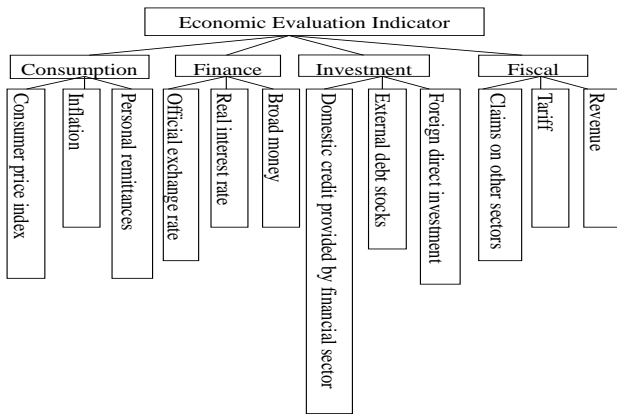 Economic Evaluation Indicator
Consumption
Finance
Investment
Fiscal
Consumer price index
Inflation
Personal remittances
Official exchange rate
Real interest rate
Broad money
Domestic credit provided by financial sector
External debt stocks
Foreign direct investment
Claims on other sectors
Tariff
Revenue